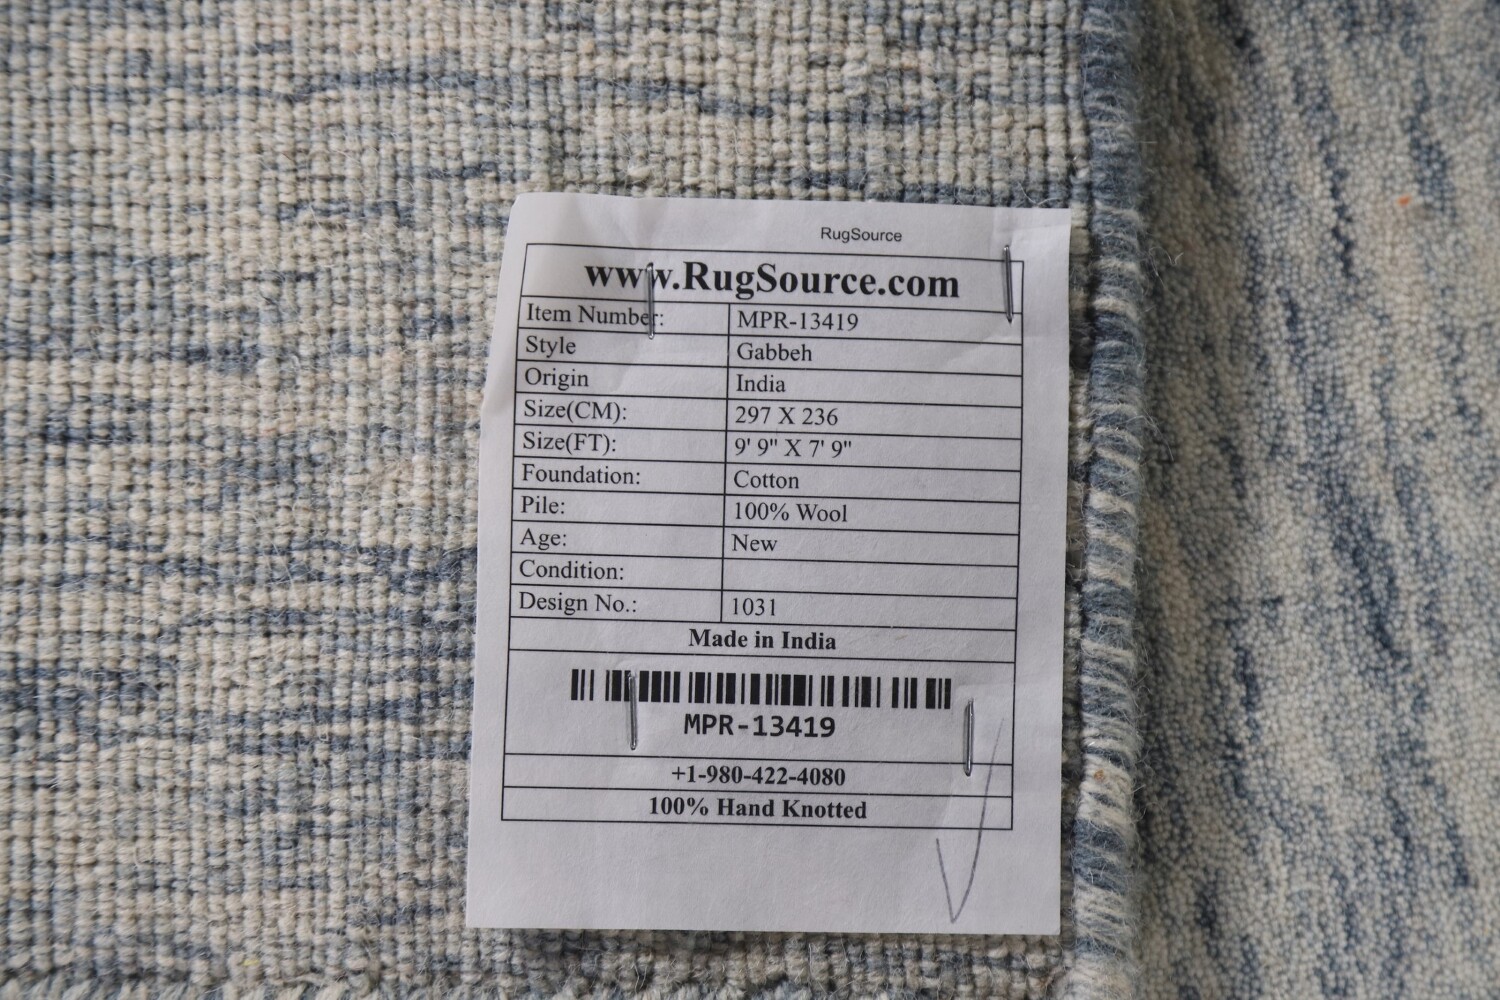 RugSource
www.RugSource.com
Item Number: MPR-13419
Style Gabbeh
Origin India
Size(CM): 297 X 236
Size(FT): 9' 9" X 7' 9"
Foundation: Cotton
Pile: 100% Wool
Age: New
Condition:
Design No.: 1031
Made in India
MPR-13419
+1-980-422-4080
100% Hand Knotted